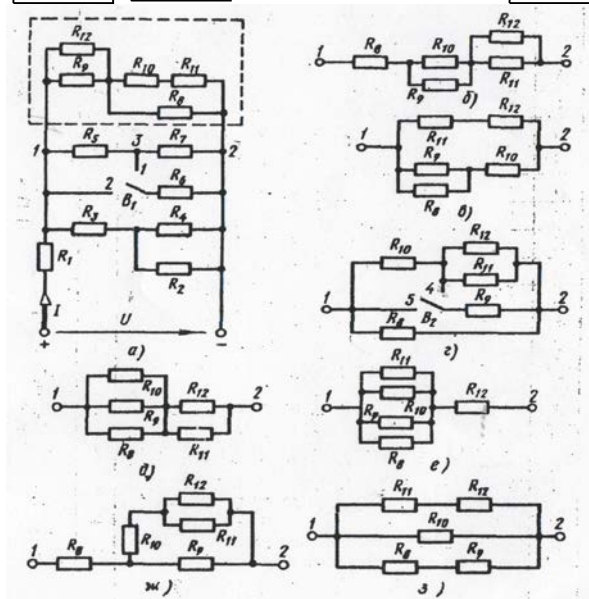 R12
R9 R10 R11
R8
1 R5 3 R7 2
1
2 B1 R6
R3 R4
R1
R2
I
U
+ −
а)
R12
1 R8 R10 2
R9 R11
б)
1 R11 R12 2
R9 R10
R8
в)
R12
R10
R11
4
1 5 R9 2
B2
R8
г)
R10
1 R9 R12 2
R8 R11
д)
R11
1 R10 R12 2
R9
R8
е)
R12
R11
R10
1 R8 R9 2
ж)
R11 R12
1 R10 2
R8 R9
з)